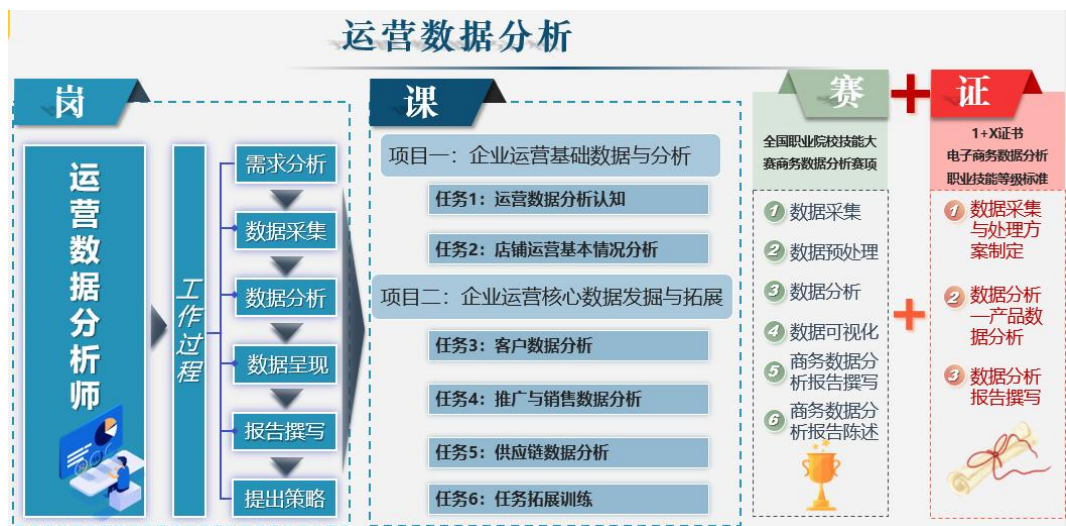 运营数据分析
岗
运营数据分析师
工作过程
需求分析
数据采集
数据分析
数据呈现
报告撰写
提出策略
课
项目一：企业运营基础数据与分析
任务1：运营数据分析认知
任务2：店铺运营基本情况分析
项目二：企业运营核心数据发掘与拓展
任务3：客户数据分析
任务4：推广与销售数据分析
任务5：供应链数据分析
任务6：任务拓展训练
赛
全国职业院校技能大
赛商务数据分析赛项
1 数据采集
2 数据预处理
3 数据分析
4 数据可视化
5 商务数据分
析报告撰写
6 商务数据分
析报告陈述
+
证
1+X证书
电子商务数据分析
职业技能等级标准
1 数据采集
与处理方
案制定
2 数据分析
—产品数
据分析
3 数据分析
报告撰写
+